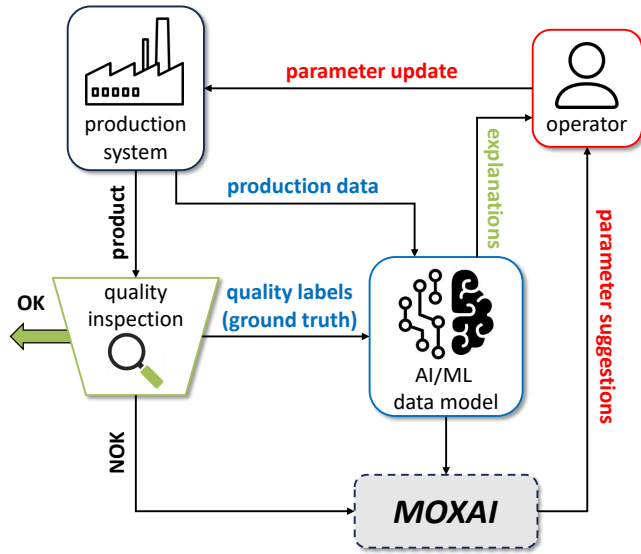 parameter update
production
system
operator
explanations
production data
product
parameter suggestions
OK
quality
inspection
quality labels
(ground truth)
AI/ML
data model
NOK
MOXAI